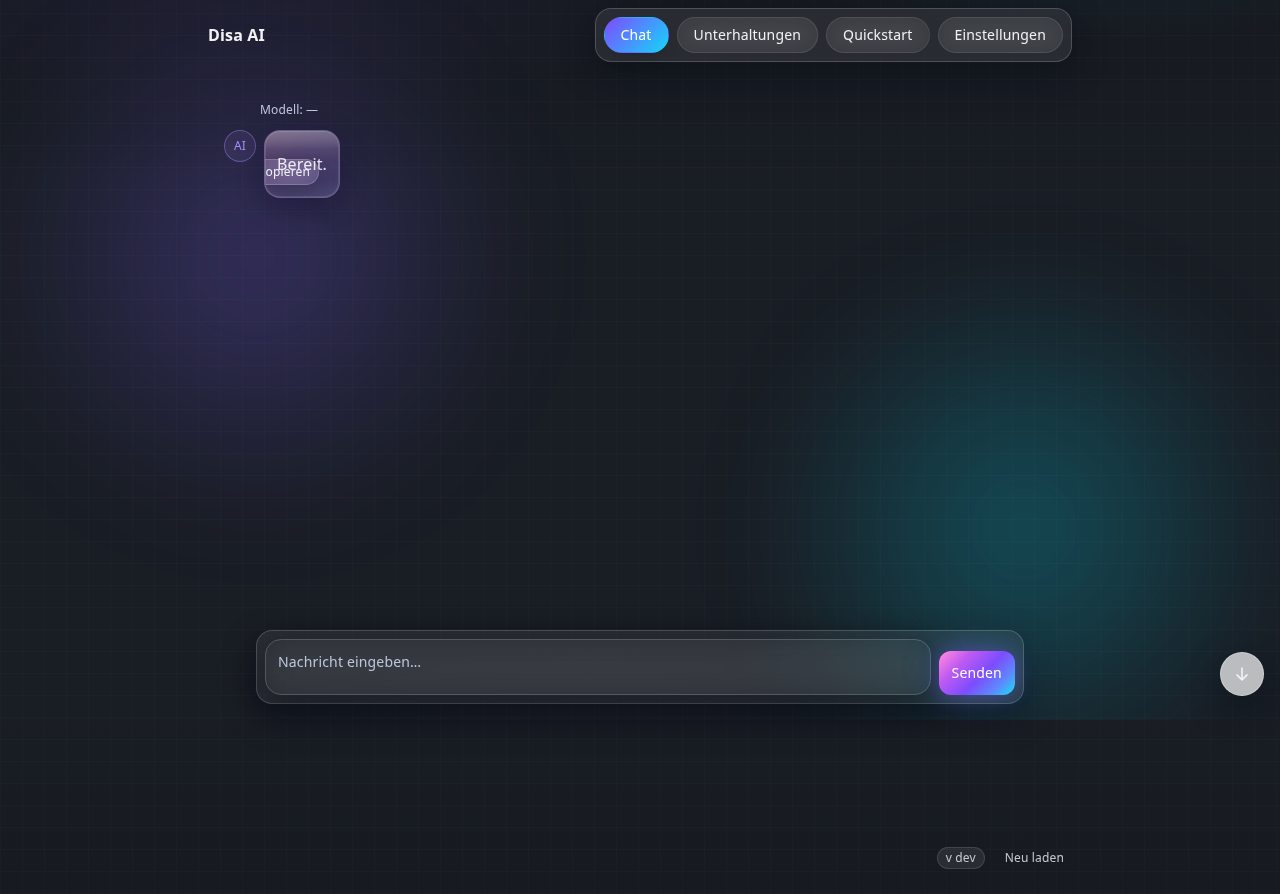 Disa AI
Chat
Unterhaltungen
Quickstart
Einstellungen
Modell: —
AI
Bereit.
opieren
Nachricht eingeben...
Senden
v dev
Neu laden